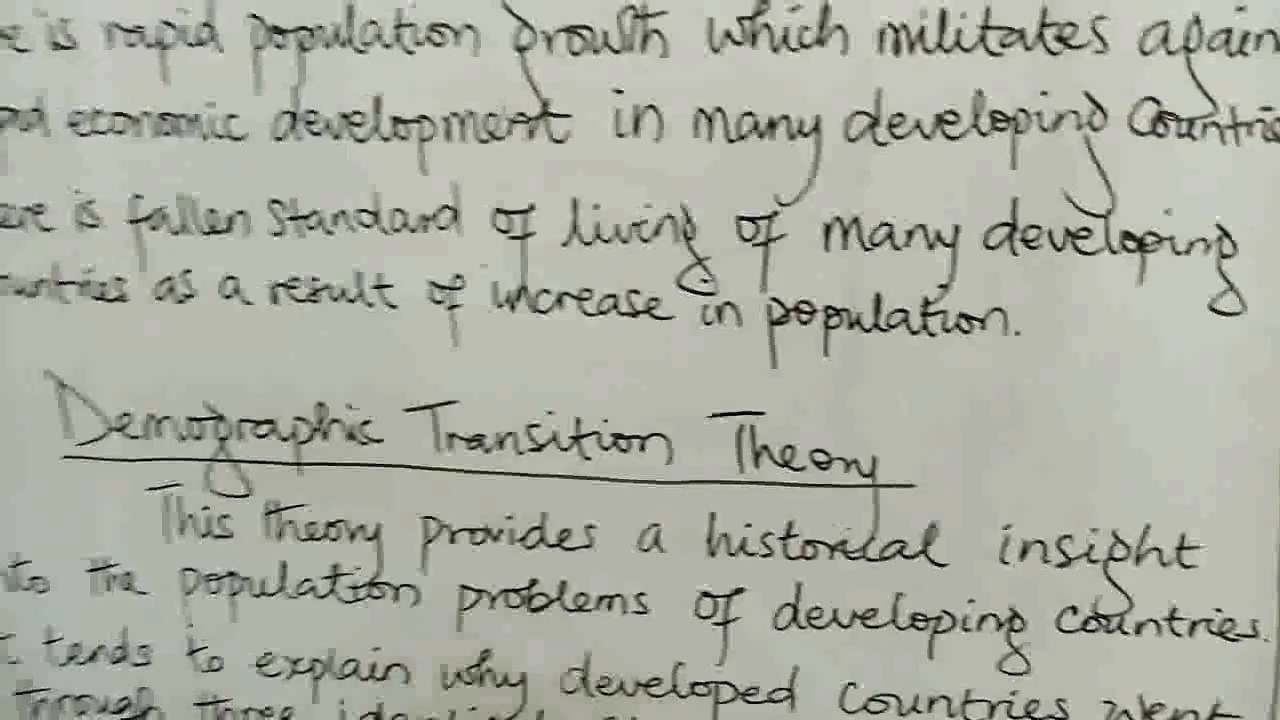 is rapid population growth which militates again
economic development in many developing Countri
is fallen standard of living of many developing
as a result of increase in population.
Demographic Transition Theory
This theory provides a historical insight
to the population problems of developing countries.
tends to explain why developed countries went
Through three